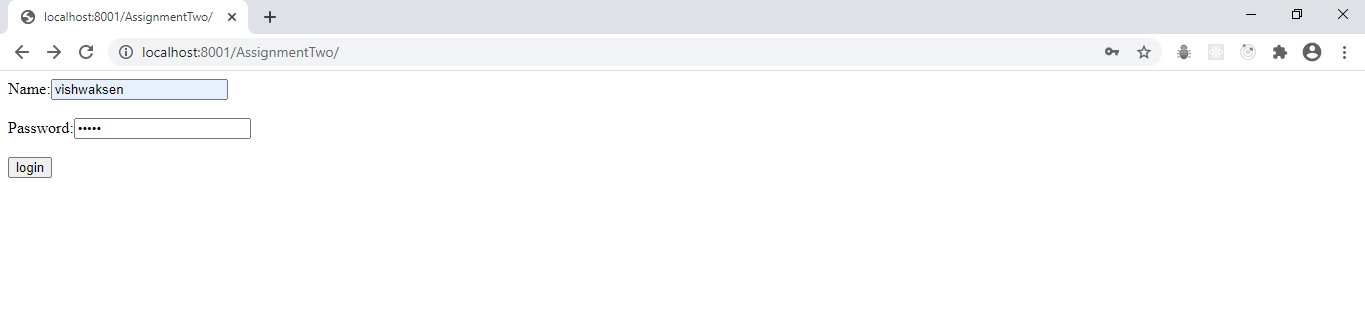 localhost:8001/AssignmentTwo/
localhost:8001/AssignmentTwo/
Name: vishwaksen
Password: •••••
login